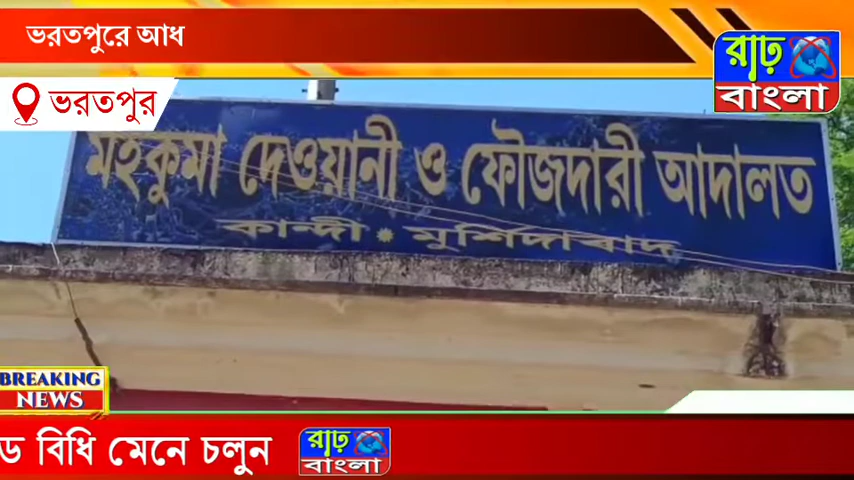 ভরতপুরে আধ
রাঢ়
বাংলা
ভরতপুর
মহকুমা দেওয়ানী ও ফৌজদারী আদালত
কান্দী * মুর্শিদাবাদ
BREAKING
NEWS
ড বিধি মেনে চলুন
রাঢ়
বাংলা